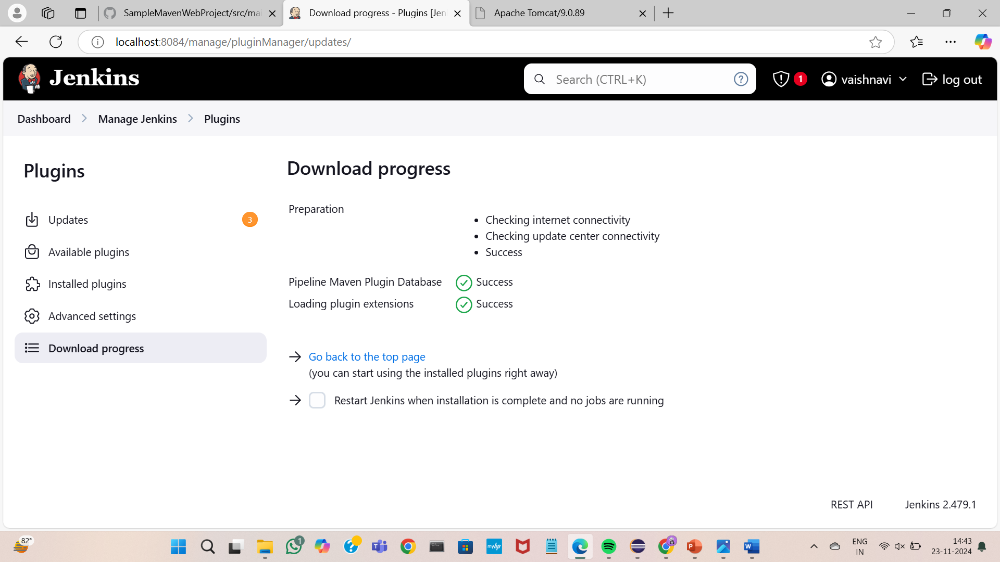 SampleMavenWebProject/src/mai
Download progress - Plugins [Jen
Apache Tomcat/9.0.89
localhost:8084/manage/pluginManager/updates/
Jenkins
Search (CTRL+K)
1
vaishnavi
log out
Dashboard
Manage Jenkins
Plugins
Plugins
Updates
3
Available plugins
Installed plugins
Advanced settings
Download progress
Download progress
Preparation
Checking internet connectivity
Checking update center connectivity
Success
Pipeline Maven Plugin Database Success
Loading plugin extensions Success
Go back to the top page
(you can start using the installed plugins right away)
Restart Jenkins when installation is complete and no jobs are running
REST API
Jenkins 2.479.1
82°
1
myhp
ENG
IN
14:43
23-11-2024